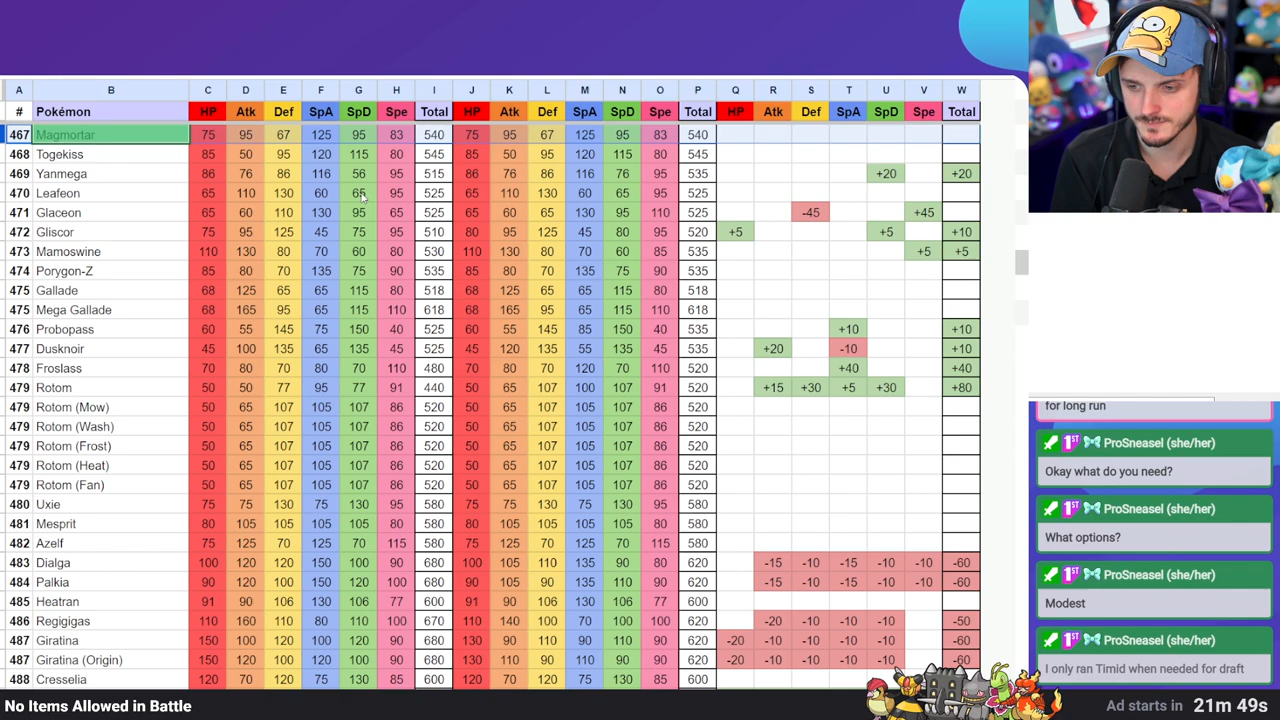 A B C D E F G H I J K L M N O P Q R S T U V W
# Pokémon HP Atk Def SpA SpD Spe Total HP Atk Def SpA SpD Spe Total HP Atk Def SpA SpD Spe Total
467 Magmortar 75 95 67 125 95 83 540 75 95 67 125 95 83 540
468 Togekiss 85 50 95 120 115 80 545 85 50 95 120 115 80 545
469 Yanmega 86 76 86 116 56 95 515 86 76 86 116 76 95 535 +20 +20
470 Leafeon 65 110 130 60 65 95 525 65 110 130 60 65 95 525
471 Glaceon 65 60 110 130 95 65 525 65 60 65 130 95 110 525 -45 +45
472 Gliscor 75 95 125 45 75 95 510 80 95 125 45 80 95 520 +5 +5 +10
473 Mamoswine 110 130 80 70 60 80 530 110 130 80 70 60 85 535 +5 +5
474 Porygon-Z 85 80 70 135 75 90 535 85 80 70 135 75 90 535
475 Gallade 68 125 65 65 115 80 518 68 125 65 65 115 80 518
475 Mega Gallade 68 165 95 65 115 110 618 68 165 95 65 115 110 618
476 Probopass 60 55 145 75 150 40 525 60 55 145 85 150 40 535 +10 +10
477 Dusknoir 45 100 135 65 135 45 525 45 120 135 55 135 45 535 +20 -10 +10
478 Froslass 70 80 70 80 70 110 480 70 80 70 120 70 110 520 +40 +40
479 Rotom 50 50 77 95 77 91 440 50 65 107 100 107 91 520 +15 +30 +5 +30 +80
479 Rotom (Mow) 50 65 107 105 107 86 520 50 65 107 105 107 86 520
479 Rotom (Wash) 50 65 107 105 107 86 520 50 65 107 105 107 86 520
479 Rotom (Frost) 50 65 107 105 107 86 520 50 65 107 105 107 86 520
479 Rotom (Heat) 50 65 107 105 107 86 520 50 65 107 105 107 86 520
479 Rotom (Fan) 50 65 107 105 107 86 520 50 65 107 105 107 86 520
480 Uxie 75 75 130 75 130 95 580 75 75 130 75 130 95 580
481 Mesprit 80 105 105 105 105 80 580 80 105 105 105 105 80 580
482 Azelf 75 125 70 125 70 115 580 75 125 70 125 70 115 580
483 Dialga 100 120 120 150 100 90 680 100 105 110 135 90 80 620 -15 -10 -15 -10 -10 -60
484 Palkia 90 120 100 150 120 100 680 90 105 90 135 110 90 620 -15 -10 -15 -10 -10 -60
485 Heatran 91 90 106 130 106 77 600 91 90 106 130 106 77 600
486 Regigigas 110 160 110 80 110 100 670 110 140 100 70 100 100 620 -20 -10 -10 -10 -50
487 Giratina 150 100 120 100 120 90 680 130 90 110 90 110 90 620 -20 -10 -10 -10 -10 -60
487 Giratina (Origin) 150 120 100 120 100 90 680 130 110 90 110 90 90 620 -20 -10 -10 -10 -10 -60
488 Cresselia 120 70 120 75 130 85 600 120 70 120 75 130 85 600
for long run
1ST ProSneasel (she/her)
Okay what do you need?
1ST ProSneasel (she/her)
What options?
1ST ProSneasel (she/her)
Modest
1ST ProSneasel (she/her)
I only ran Timid when needed for draft
No Items Allowed in Battle
Ad starts in 21m 49s